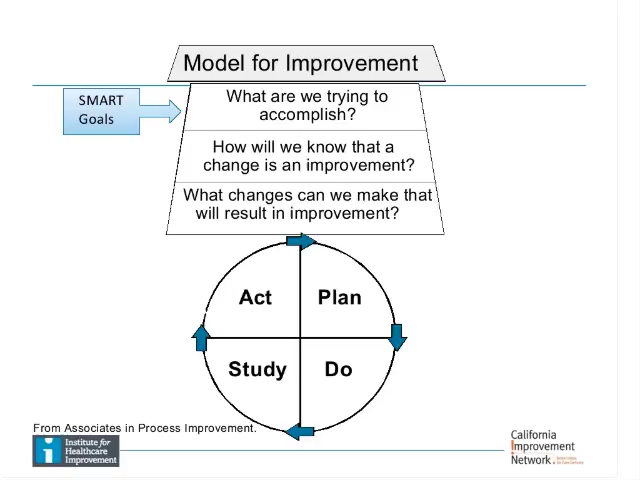 Model for Improvement
SMART
Goals
What are we trying to
accomplish?
How will we know that a
change is an improvement?
What changes can we make that
will result in improvement?
Act
Plan
Study
Do
From Associates in Process Improvement.
Institute for
Healthcare
Improvement
California
Improvement
Network